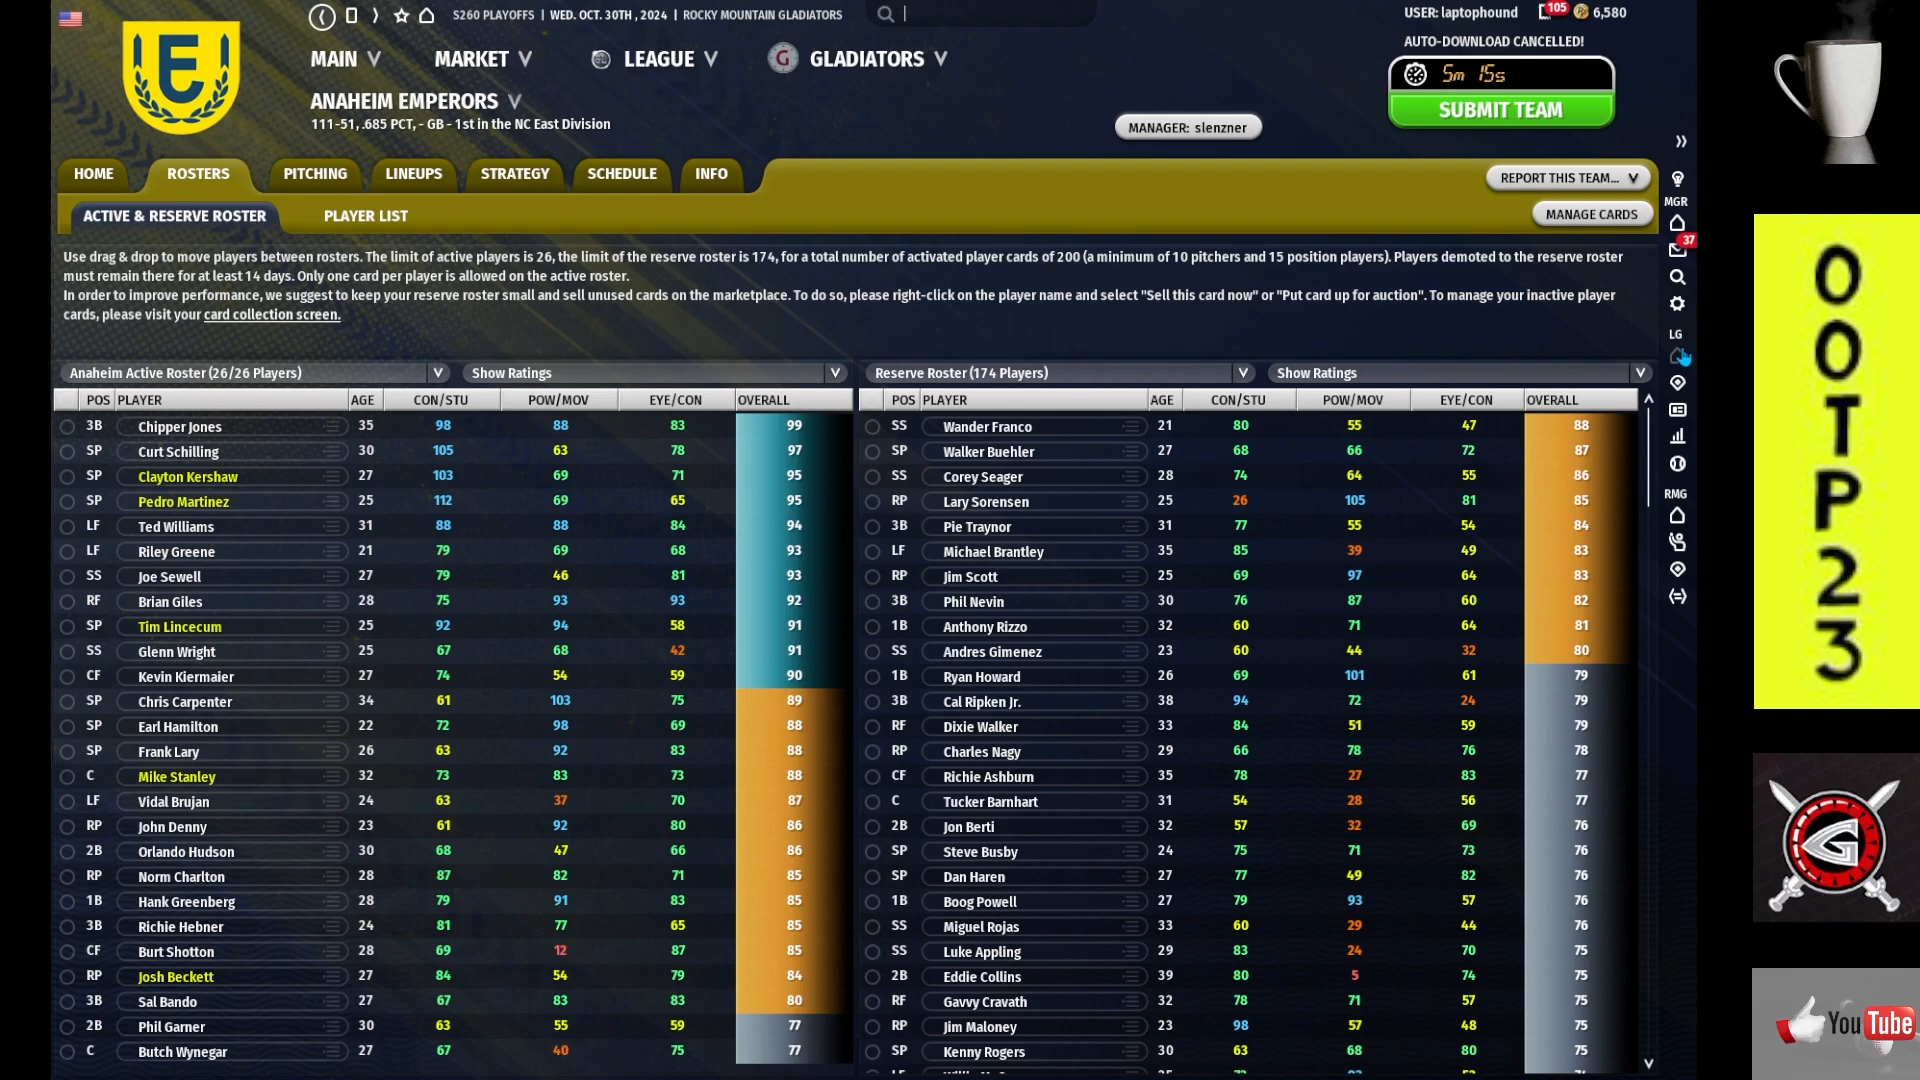 S260 PLAYOFFS | WED. OCT. 30TH , 2024 | ROCKY MOUNTAIN GLADIATORS
USER: laptophound 105 6,580
AUTO-DOWNLOAD CANCELLED!
MAIN MARKET LEAGUE G GLADIATORS
5m 15s
SUBMIT TEAM
E
ANAHEIM EMPERORS
111-51, .685 PCT, - GB - 1st in the NC East Division
MANAGER: slenzner
HOME ROSTERS PITCHING LINEUPS STRATEGY SCHEDULE INFO
REPORT THIS TEAM...
ACTIVE & RESERVE ROSTER PLAYER LIST
MANAGE CARDS
Use drag & drop to move players between rosters. The limit of active players is 26, the limit of the reserve roster is 174, for a total number of activated player cards of 200 (a minimum of 10 pitchers and 15 position players). Players demoted to the reserve roster
must remain there for at least 14 days. Only one card per player is allowed on the active roster.
In order to improve performance, we suggest to keep your reserve roster small and sell unused cards on the marketplace. To do so, please right-click on the player name and select "Sell this card now" or "Put card up for auction". To manage your inactive player
cards, please visit your card collection screen.
Anaheim Active Roster (26/26 Players) Show Ratings
POS PLAYER AGE CON/STU POW/MOV EYE/CON OVERALL
3B Chipper Jones 35 98 88 83 99
SP Curt Schilling 30 105 63 78 97
SP Clayton Kershaw 27 103 69 71 95
SP Pedro Martinez 25 112 69 65 95
LF Ted Williams 31 88 88 84 94
LF Riley Greene 21 79 69 68 93
SS Joe Sewell 27 79 46 81 93
RF Brian Giles 28 75 93 93 92
SP Tim Lincecum 25 92 94 58 91
SS Glenn Wright 25 67 68 42 91
CF Kevin Kiermaier 27 74 54 59 90
SP Chris Carpenter 34 61 103 75 89
SP Earl Hamilton 22 72 98 69 88
SP Frank Lary 26 63 92 83 88
C Mike Stanley 32 73 83 73 88
LF Vidal Brujan 24 63 37 70 87
RP John Denny 23 61 92 80 86
2B Orlando Hudson 30 68 47 66 86
RP Norm Charlton 28 87 82 71 85
1B Hank Greenberg 28 79 91 83 85
3B Richie Hebner 24 81 77 65 85
CF Burt Shotton 28 69 12 87 85
RP Josh Beckett 27 84 54 79 84
3B Sal Bando 27 67 83 83 80
2B Phil Garner 30 63 55 59 77
C Butch Wynegar 27 67 40 75 77
Reserve Roster (174 Players) Show Ratings
POS PLAYER AGE CON/STU POW/MOV EYE/CON OVERALL
SS Wander Franco 21 80 55 47 88
SP Walker Buehler 27 68 66 72 87
SS Corey Seager 28 74 64 55 86
RP Lary Sorensen 25 26 105 81 85
3B Pie Traynor 31 77 55 54 84
LF Michael Brantley 35 85 39 49 83
RP Jim Scott 25 69 97 64 83
3B Phil Nevin 30 76 87 60 82
1B Anthony Rizzo 32 60 71 64 81
SS Andres Gimenez 23 60 44 32 80
1B Ryan Howard 26 69 101 61 79
3B Cal Ripken Jr. 38 94 72 24 79
RF Dixie Walker 33 84 51 59 79
RP Charles Nagy 29 66 78 76 78
CF Richie Ashburn 35 78 27 83 77
C Tucker Barnhart 31 54 28 56 77
2B Jon Berti 32 57 32 69 76
SP Steve Busby 24 75 71 73 76
SP Dan Haren 27 77 49 82 76
1B Boog Powell 27 79 93 57 76
SS Miguel Rojas 33 60 29 44 76
SS Luke Appling 29 83 24 70 75
2B Eddie Collins 39 80 5 74 75
RF Gavvy Cravath 32 78 71 57 75
RP Jim Maloney 23 98 57 48 75
SP Kenny Rogers 30 63 68 80 75
MGR
37
LG
RMG
OOTP23
G
YouTube